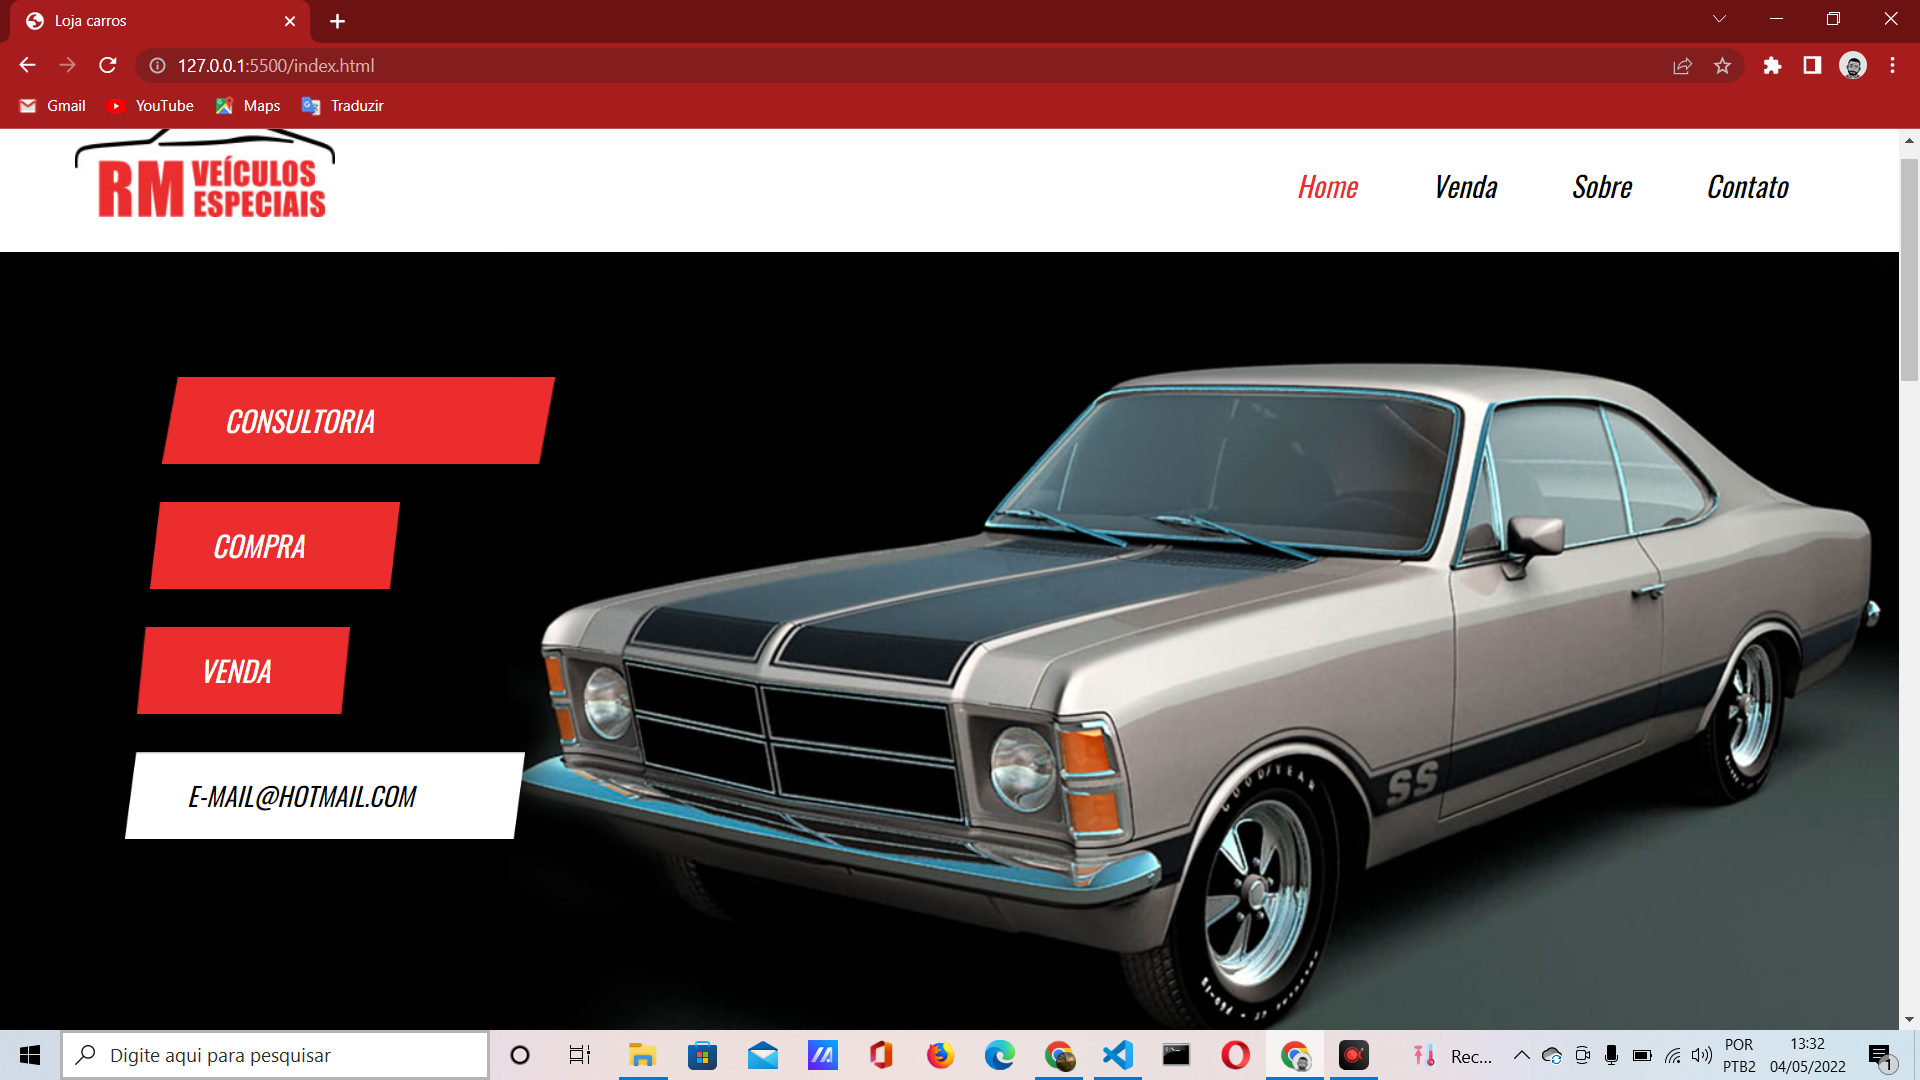 Loja carros
127.0.0.1:5500/index.html
Gmail YouTube Maps Traduzir
RM VEÍCULOS ESPECIAIS
Home Venda Sobre Contato
CONSULTORIA
COMPRA
VENDA
E-MAIL@HOTMAIL.COM
GOODYEAR
SS
Digite aqui para pesquisar
Rec...
POR
PTB2
13:32
04/05/2022
1